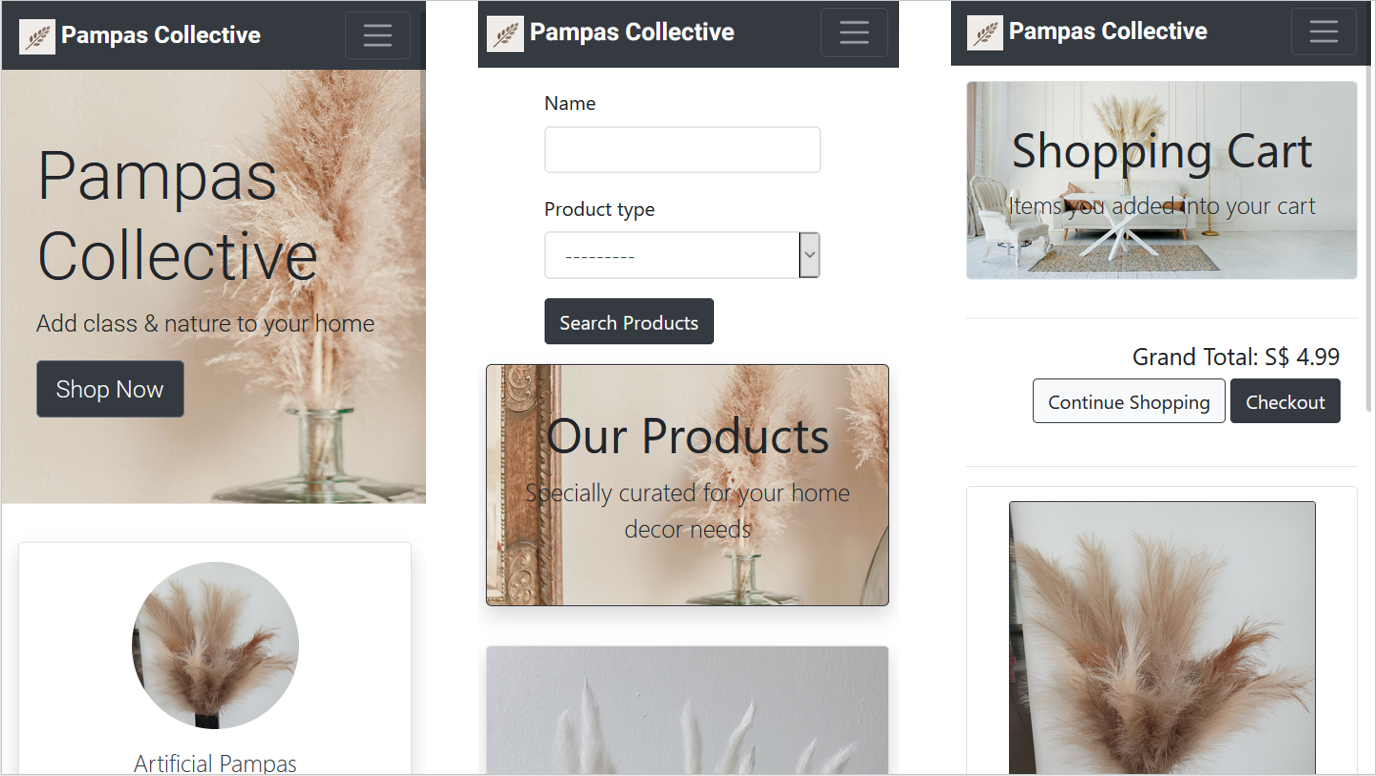 Pampas Collective
Pampas
Collective
Add class & nature to your home
Shop Now
Artificial Pampas
Pampas Collective
Name
Product type
---------
Search Products
Our Products
Specially curated for your home
decor needs
Pampas Collective
Shopping Cart
Items you added into your cart
Grand Total: S$ 4.99
Continue Shopping
Checkout